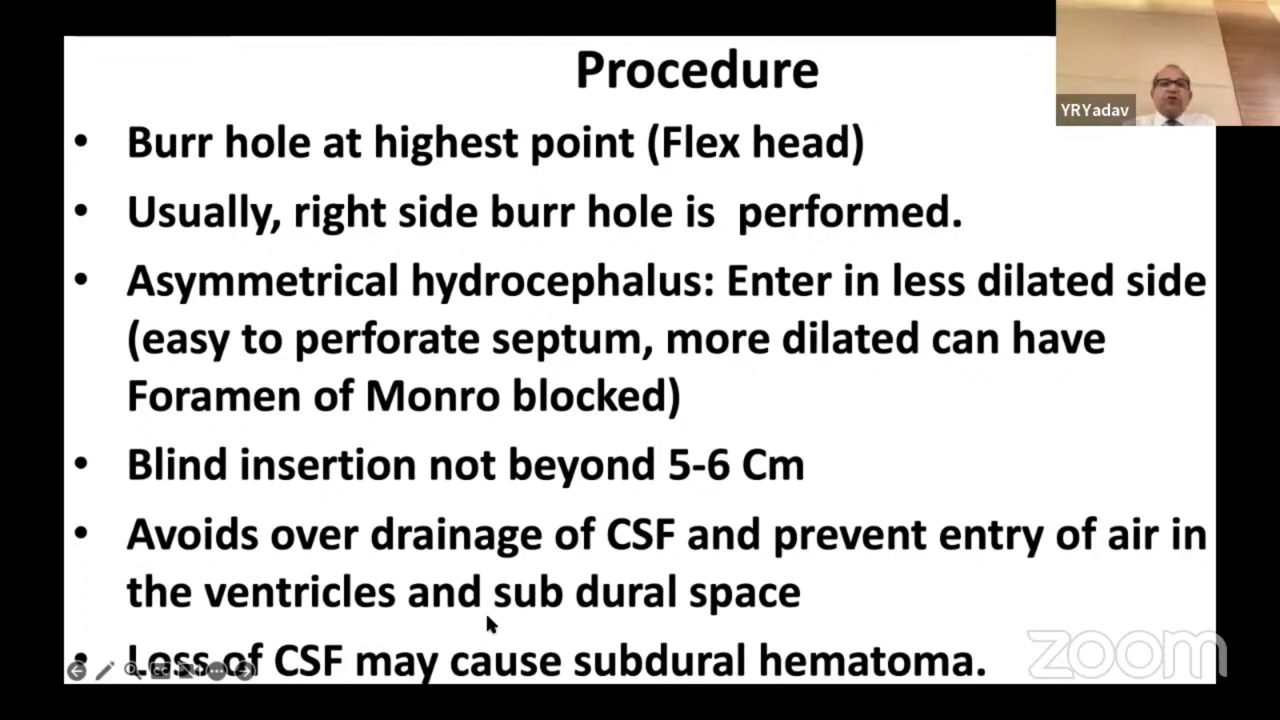 Procedure
YRYadav
• Burr hole at highest point (Flex head)
• Usually, right side burr hole is performed.
• Asymmetrical hydrocephalus: Enter in less dilated side
(easy to perforate septum, more dilated can have
Foramen of Monro blocked)
• Blind insertion not beyond 5-6 Cm
• Avoids over drainage of CSF and prevent entry of air in
the ventricles and sub dural space
• Loss of CSF may cause subdural hematoma.
zoom